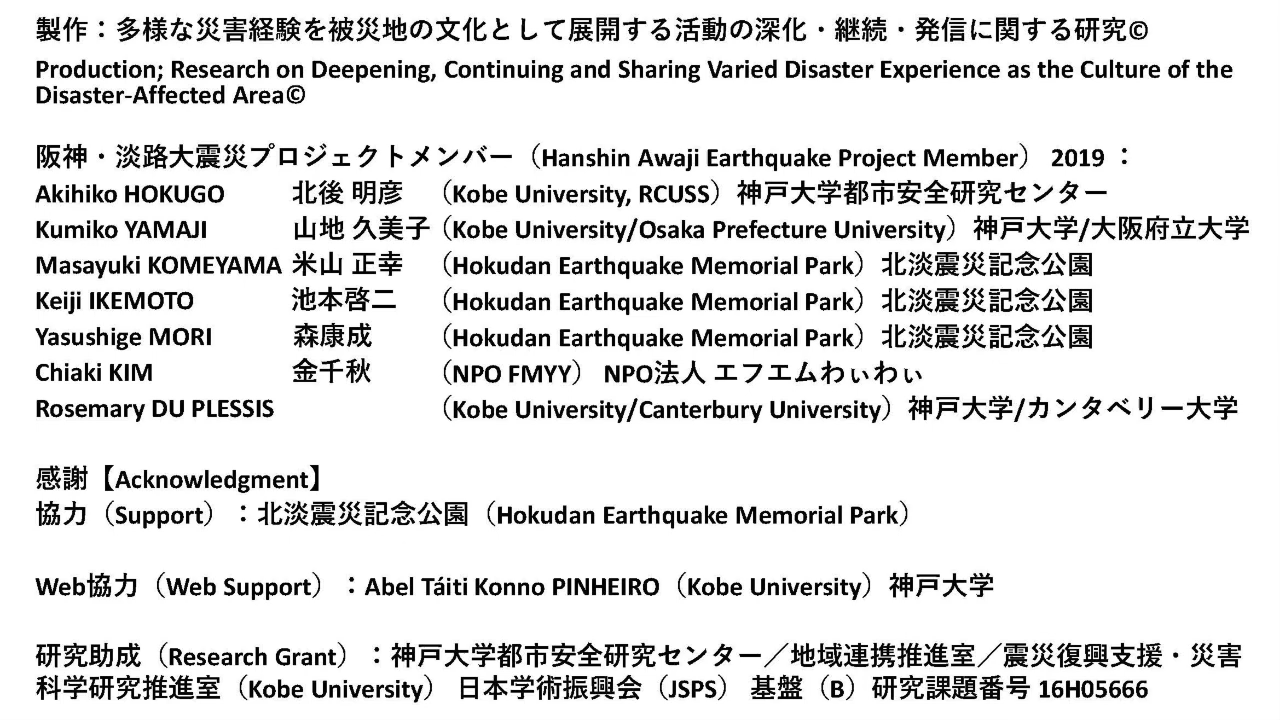 製作：多様な災害経験を被災地の文化として展開する活動の深化・継続・発信に関する研究©
Production; Research on Deepening, Continuing and Sharing Varied Disaster Experience as the Culture of the
Disaster-Affected Area©
阪神・淡路大震災プロジェクトメンバー（Hanshin Awaji Earthquake Project Member） 2019 ：
Akihiko HOKUGO 北後 明彦 （Kobe University, RCUSS）神戸大学都市安全研究センター
Kumiko YAMAJI 山地 久美子（Kobe University/Osaka Prefecture University）神戸大学/大阪府立大学
Masayuki KOMEYAMA 米山 正幸 （Hokudan Earthquake Memorial Park）北淡震災記念公園
Keiji IKEMOTO 池本啓二 （Hokudan Earthquake Memorial Park）北淡震災記念公園
Yasushige MORI 森康成 （Hokudan Earthquake Memorial Park）北淡震災記念公園
Chiaki KIM 金千秋 （NPO FMYY） NPO法人 エフエムわぃわぃ
Rosemary DU PLESSIS （Kobe University/Canterbury University）神戸大学/カンタベリー大学
感謝【Acknowledgment】
協力（Support）：北淡震災記念公園（Hokudan Earthquake Memorial Park）
Web協力（Web Support）：Abel Táiti Konno PINHEIRO（Kobe University）神戸大学
研究助成（Research Grant）：神戸大学都市安全研究センター／地域連携推進室／震災復興支援・災害
科学研究推進室（Kobe University） 日本学術振興会（JSPS） 基盤（B）研究課題番号 16H05666